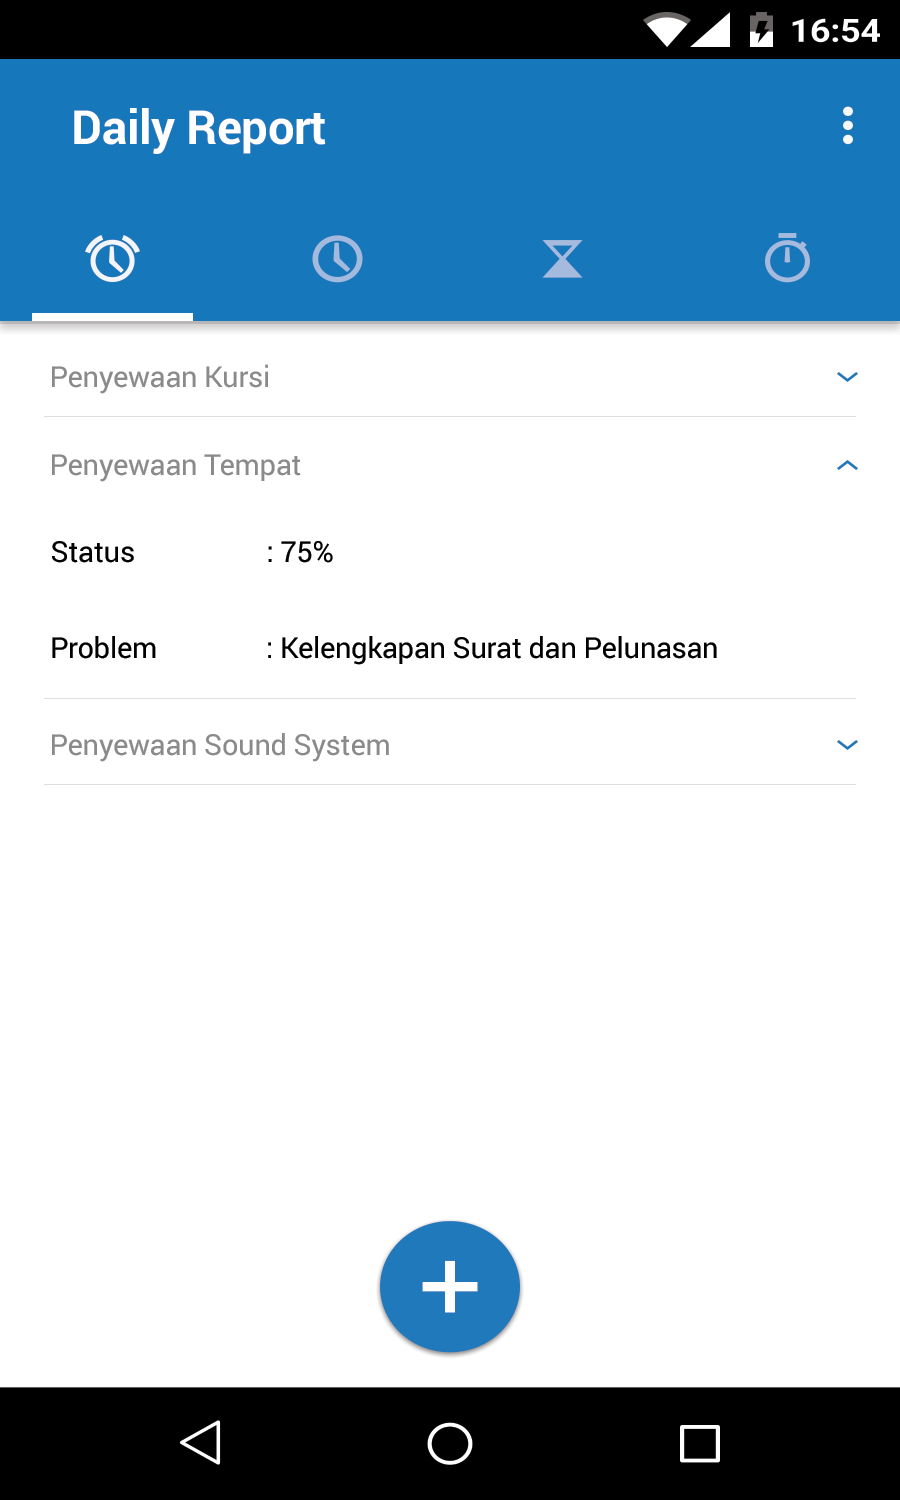 16:54
Daily Report
Penyewaan Kursi
Penyewaan Tempat
Status : 75%
Problem : Kelengkapan Surat dan Pelunasan
Penyewaan Sound System